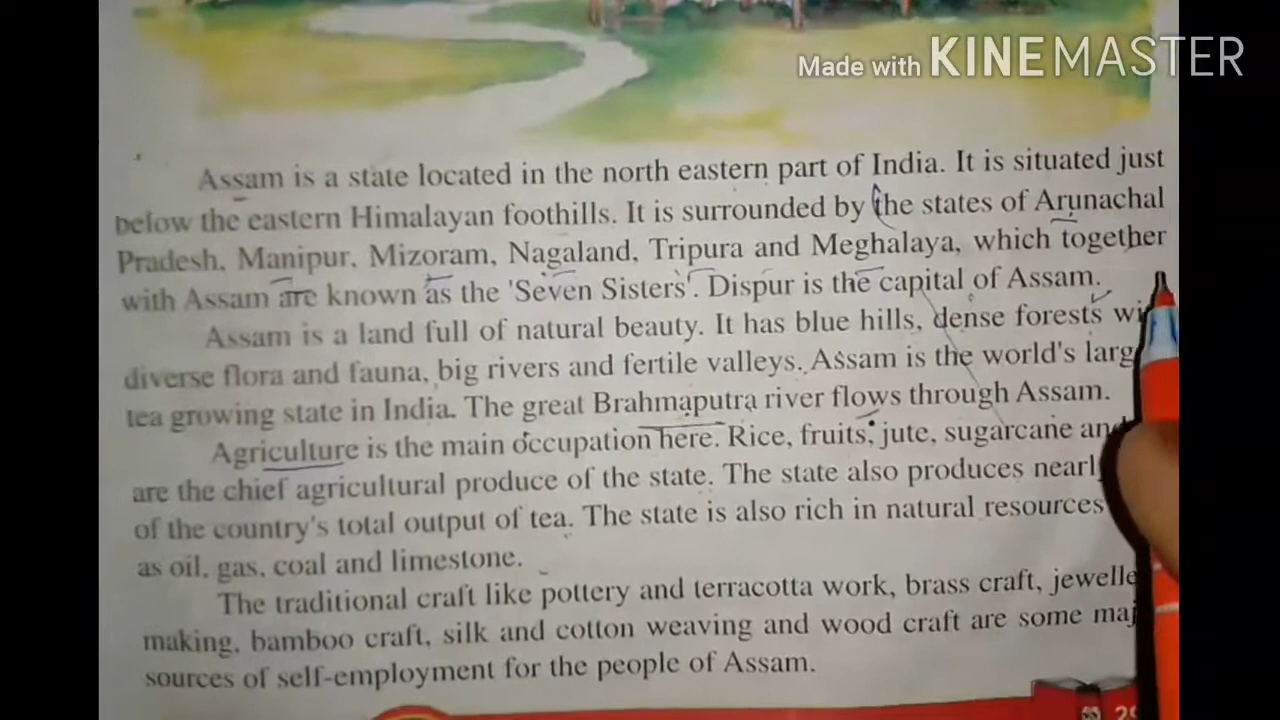 Made with KINEMASTER
Assam is a state located in the north eastern part of India. It is situated just
below the eastern Himalayan foothills. It is surrounded by the states of Arunachal
Pradesh, Manipur, Mizoram, Nagaland, Tripura and Meghalaya, which together
with Assam are known as the 'Seven Sisters'. Dispur is the capital of Assam.
Assam is a land full of natural beauty. It has blue hills, dense forests
diverse flora and fauna, big rivers and fertile valleys. Assam is the world's
tea growing state in India. The great Brahmaputra river flows through Assam.
Agriculture is the main occupation here. Rice, fruits, jute, sugarcane
are the chief agricultural produce of the state. The state also produces
of the country's total output of tea. The state is also rich in natural resources
as oil, gas, coal and limestone.
The traditional craft like pottery and terracotta work, brass craft,
making, bamboo craft, silk and cotton weaving and wood craft are some
sources of self-employment for the people of Assam.